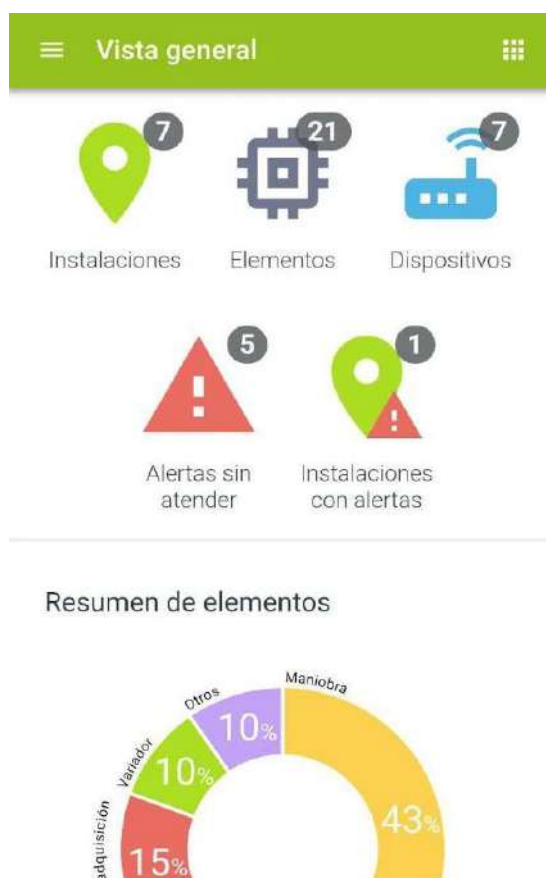 Vista general
7
21
7
Instalaciones
Elementos
Dispositivos
5
1
Alertas sin
atender
Instalaciones
con alertas
Resumen de elementos
Maniobra
Otros
10%
Variador
10%
43%
adquisición
15%